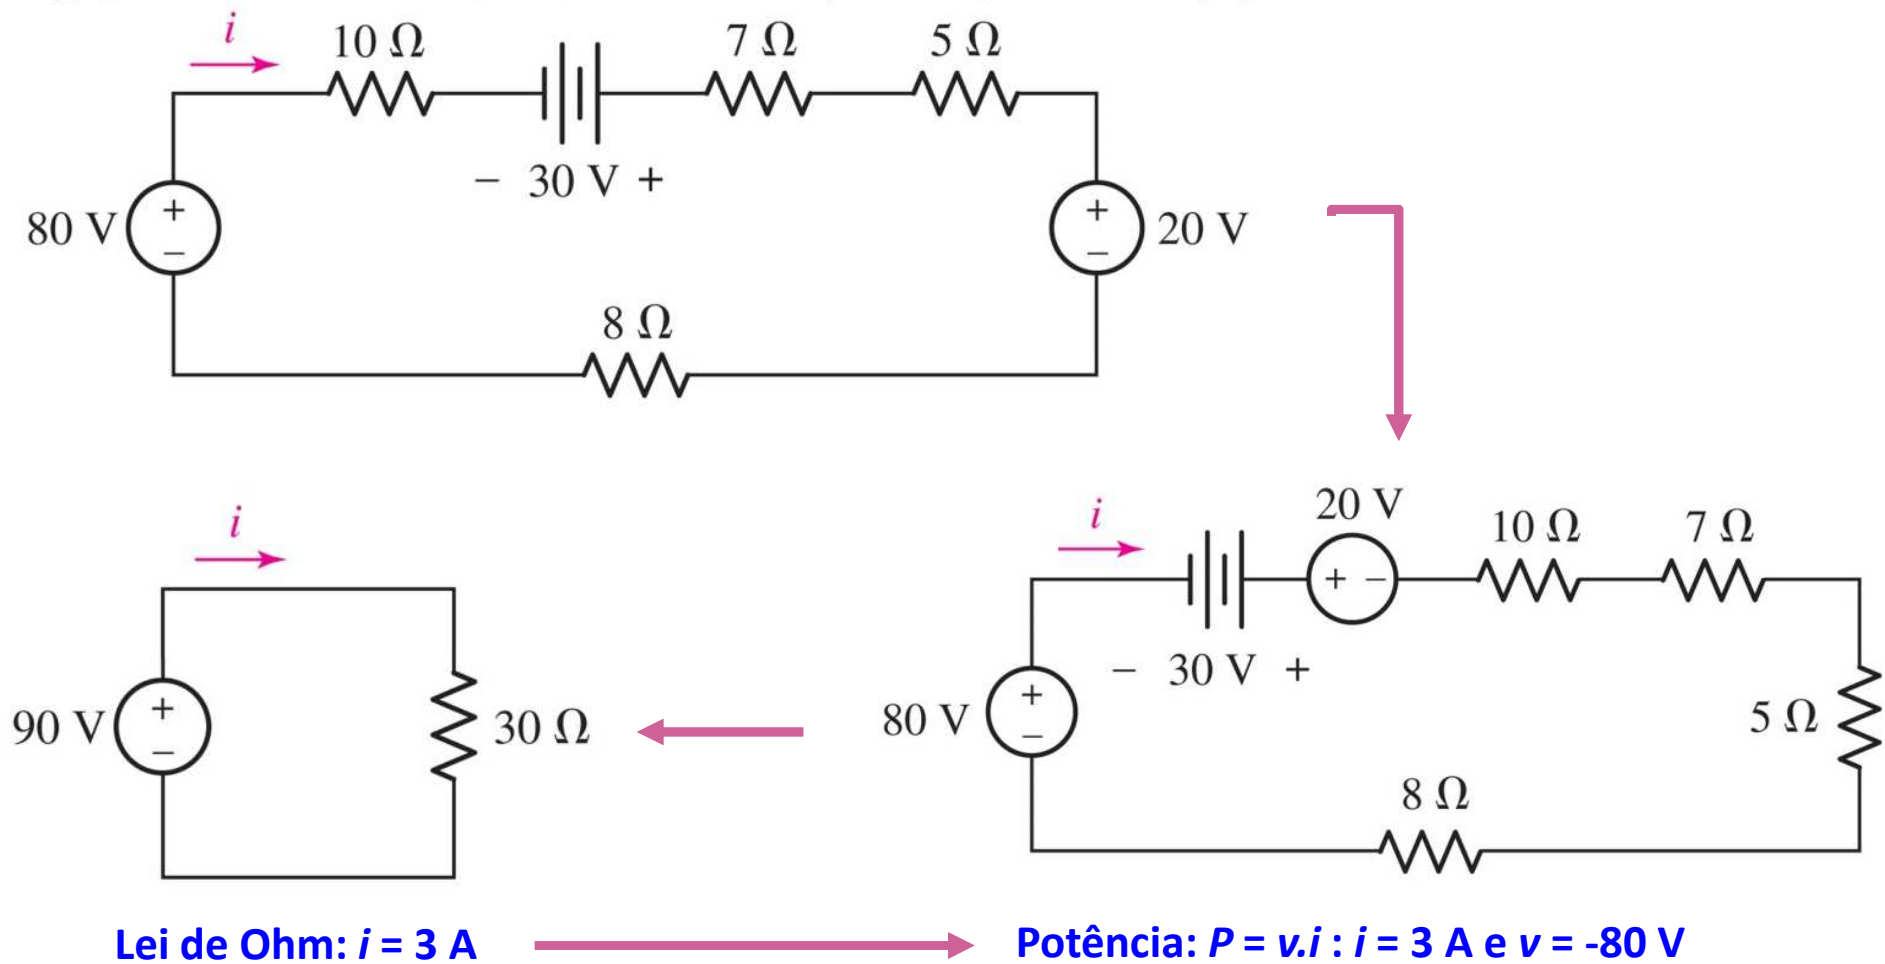 i
10 Ω
7 Ω
5 Ω
− 30 V +
80 V
+
−
+
−
20 V
8 Ω
i
20 V
10 Ω
7 Ω
i
+ −
− 30 V +
80 V
+
−
5 Ω
90 V
+
−
30 Ω
8 Ω
Lei de Ohm: i = 3 A
Potência: P = v.i : i = 3 A e v = -80 V